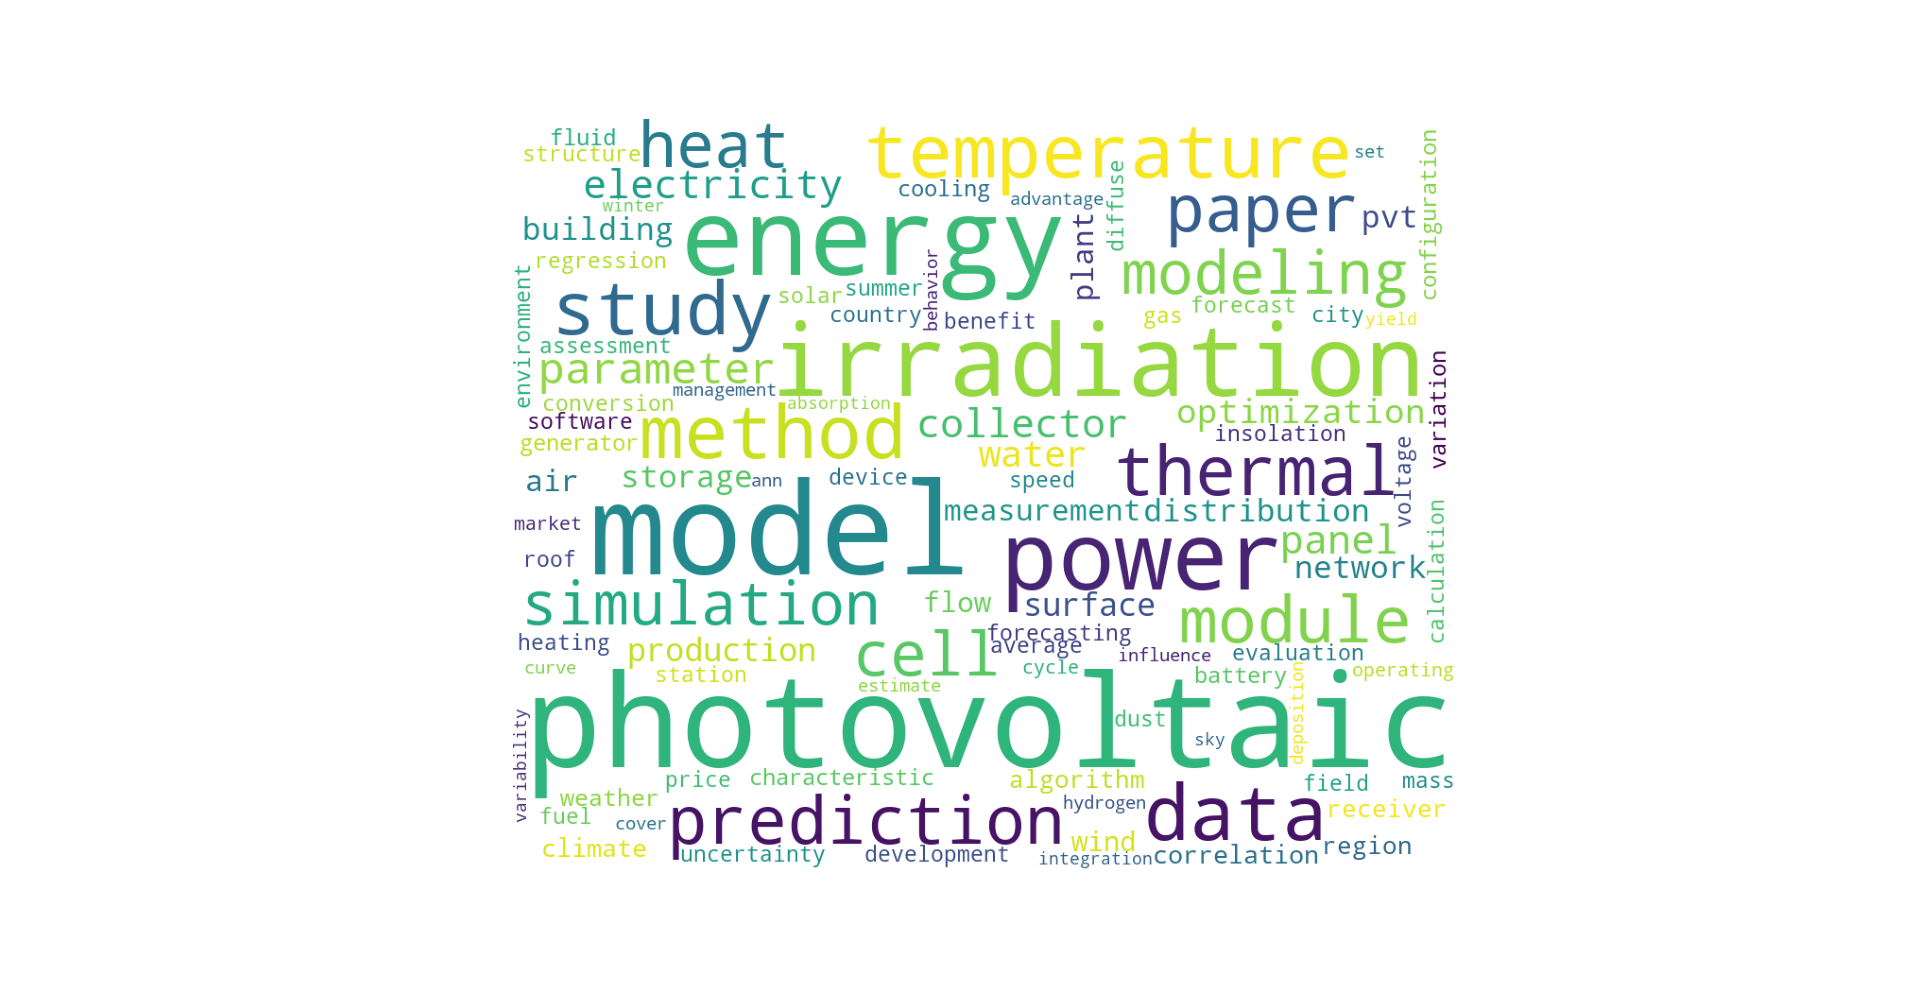 fluid
heat
temperature
set
structure
electricity
cooling
advantage
diffuse
configuration
winter
paper
pvt
building
energy
plant
regression
behavior
modeling
environment
study
solar
summer
country
benefit
gas
forecast
city
yield
assessment
parameter
irradiation
management
variation
conversion
absorption
software
method
collector
optimization
generator
insolation
water
thermal
voltage
air
storage
ann
device
speed
market
model
measurement
distribution
calculation
roof
power
panel
network
simulation
flow
surface
module
heating
forecasting
production
cell
average
influence
evaluation
curve
station
cycle
battery
operating
estimate
deposition
photovoltaic
dust
sky
variability
price
characteristic
algorithm
field
mass
weather
fuel
cover
prediction
hydrogen
data
receiver
climate
uncertainty
development
wind
integration
correlation
region